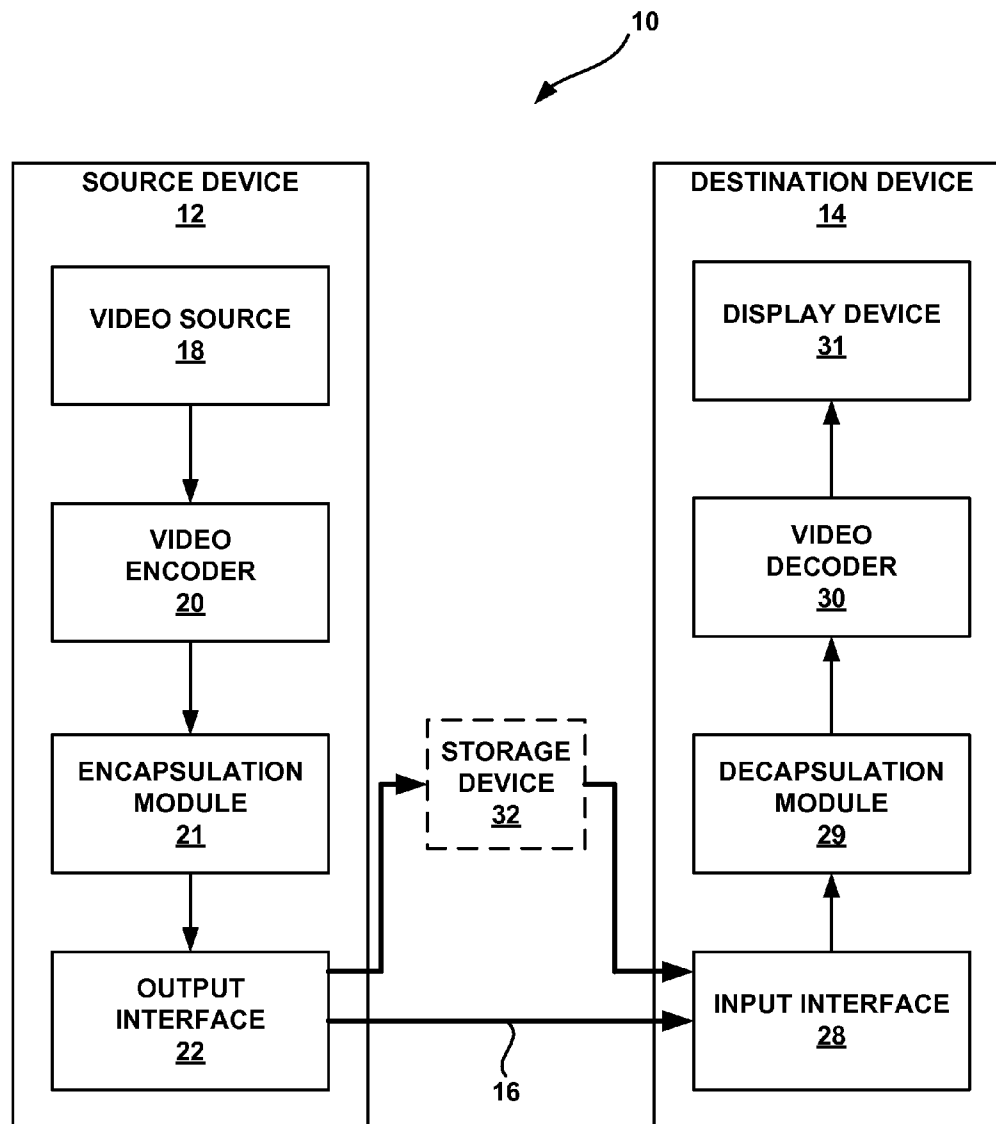 10
SOURCE DEVICE
12
VIDEO SOURCE
18
VIDEO
ENCODER
20
ENCAPSULATION
MODULE
21
OUTPUT
INTERFACE
22
STORAGE
DEVICE
32
16
DESTINATION DEVICE
14
DISPLAY DEVICE
31
VIDEO
DECODER
30
DECAPSULATION
MODULE
29
INPUT INTERFACE
28